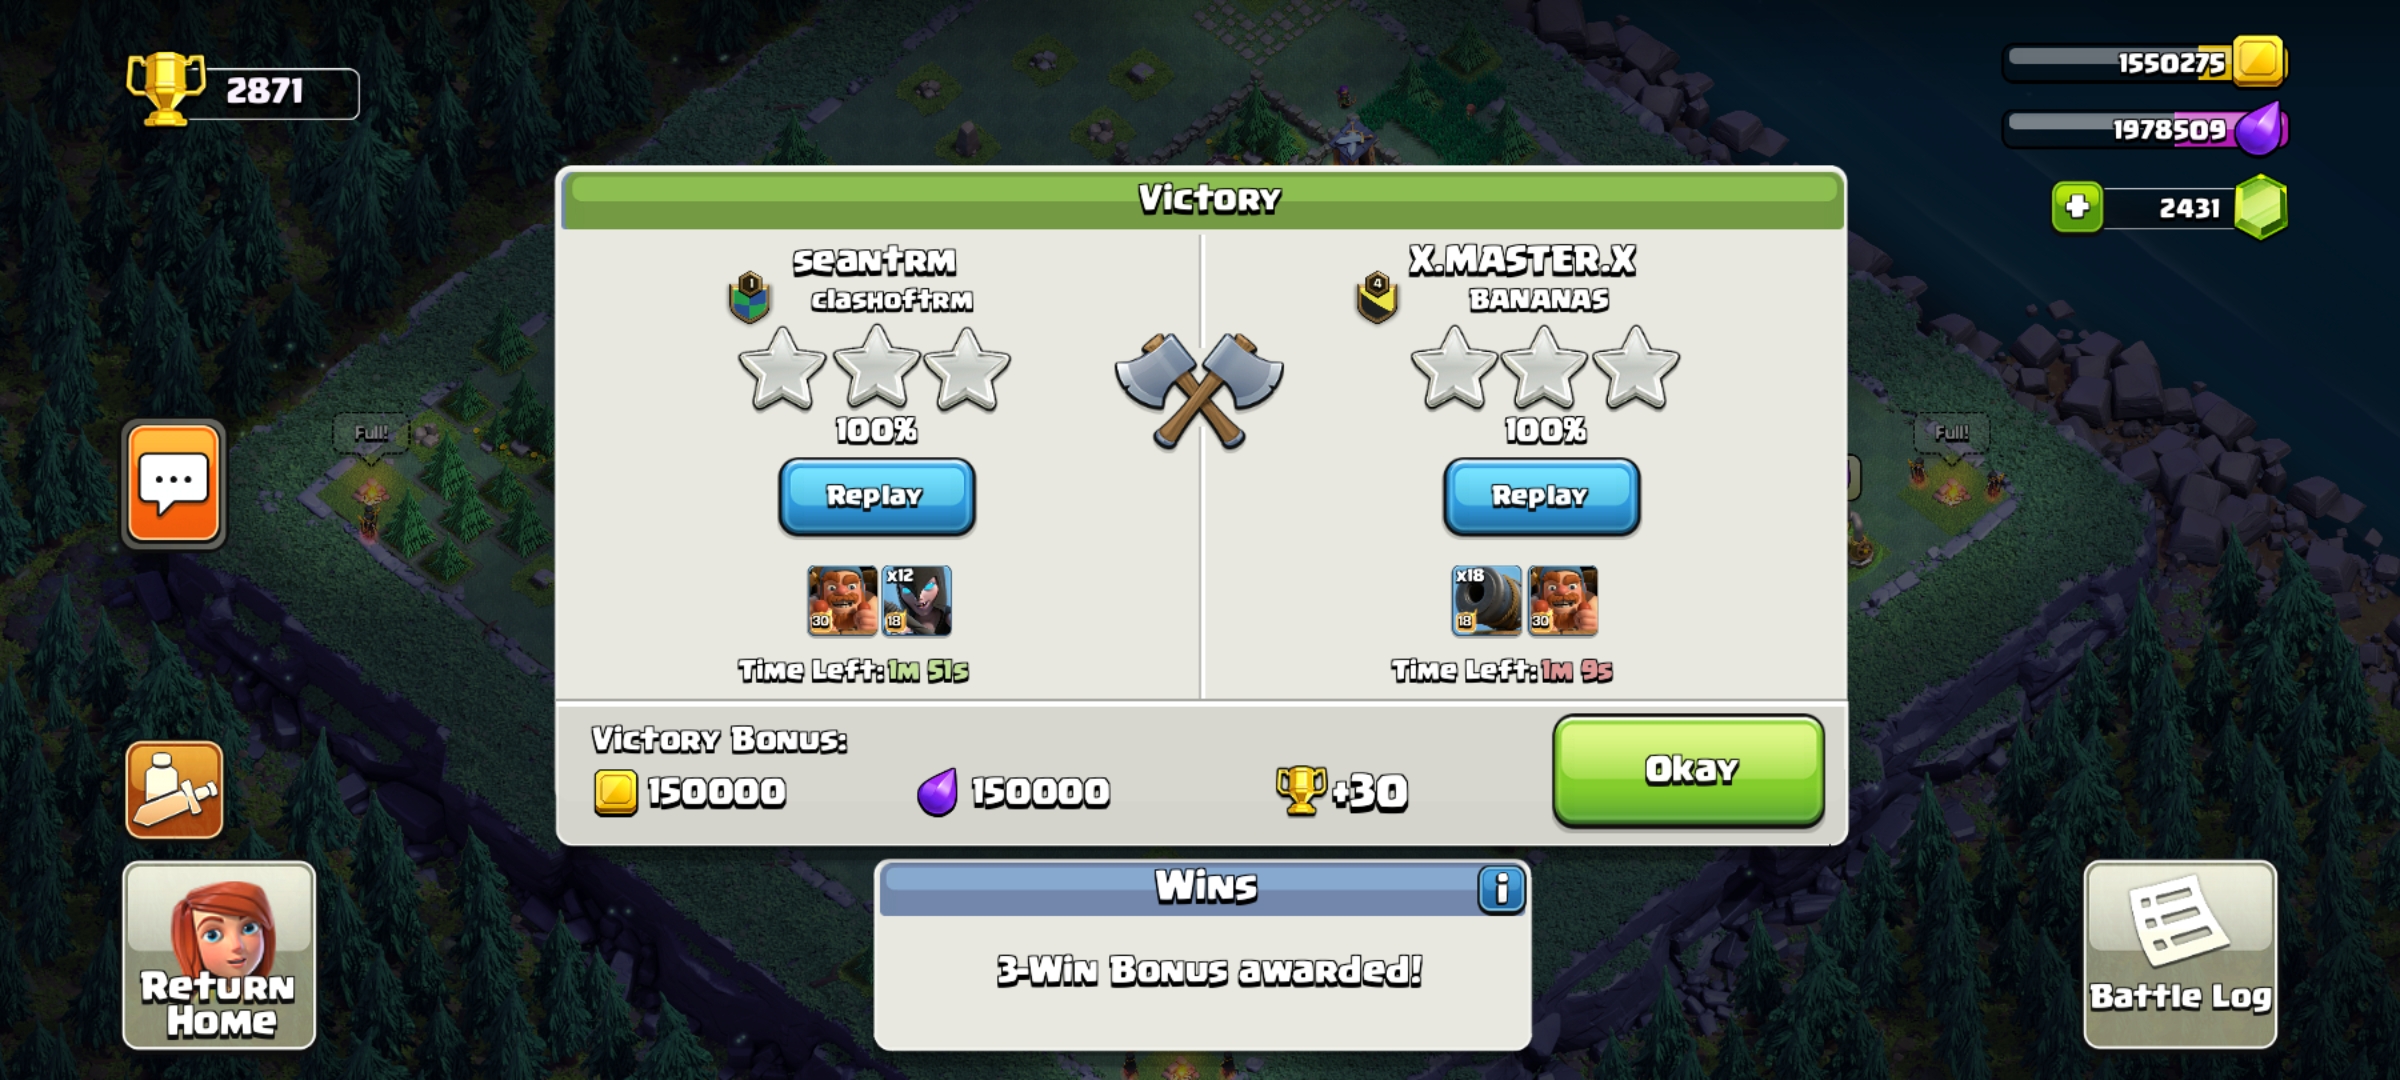 2871
1550275
1978509
2431
Victory
seantrm
1
clashoftrm
100%
Replay
30
x12
18
Time Left: 1m 51s
X.MASTER.X
4
BANANAS
100%
Replay
x18
18
30
Time Left: 1m 9s
Full!
Full!
Victory Bonus:
150000
150000
+30
Okay
Wins
i
3-Win Bonus awarded!
Return
Home
Battle Log